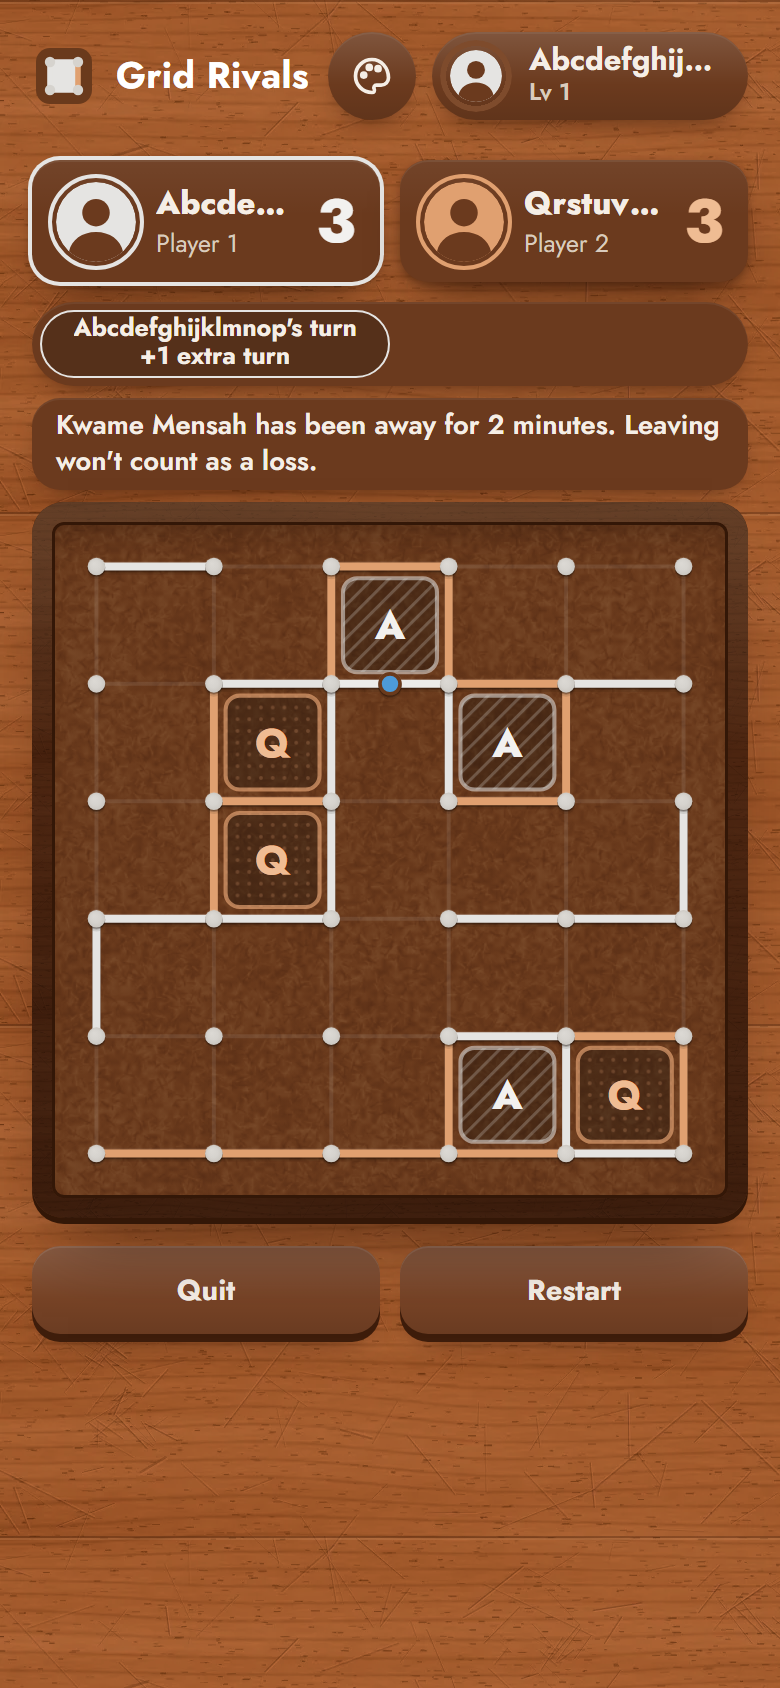 Grid Rivals
Abcdefghij...
Lv 1
Abcde...
Player 1
3
Qrstuv...
Player 2
3
Abcdefghijklmnop's turn
+1 extra turn
Kwame Mensah has been away for 2 minutes. Leaving
won't count as a loss.
A
Q
A
Q
A
Q
Quit
Restart